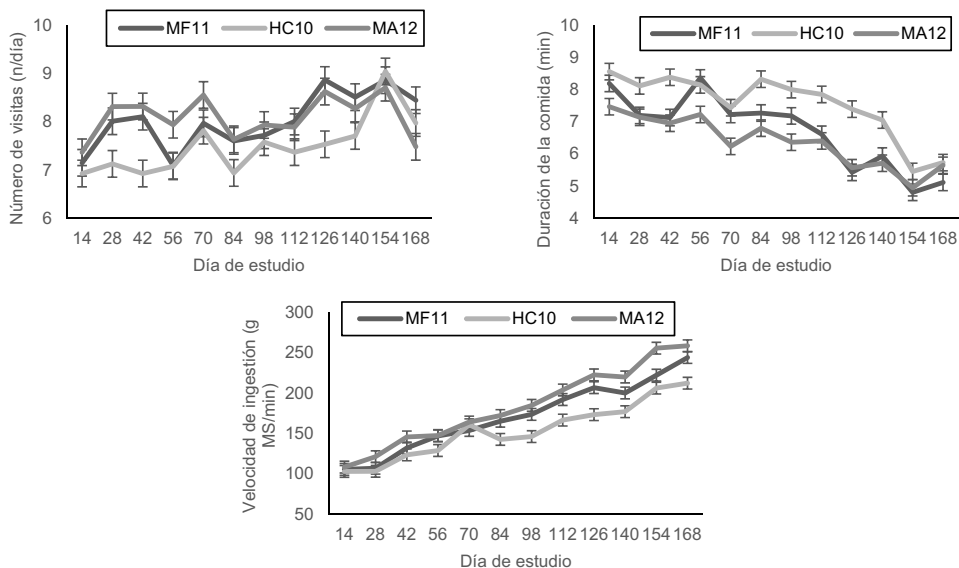 MF11 HC10 MA12
Número de visitas (n/día)
10
9
8
7
6
14 28 42 56 70 84 98 112 126 140 154 168
Día de estudio
MF11 HC10 MA12
Duración de la comida (min)
10
9
8
7
6
5
4
14 28 42 56 70 84 98 112 126 140 154 168
Día de estudio
MF11 HC10 MA12
Velocidad de ingestión (g
MS/min)
300
250
200
150
100
50
14 28 42 56 70 84 98 112 126 140 154 168
Día de estudio